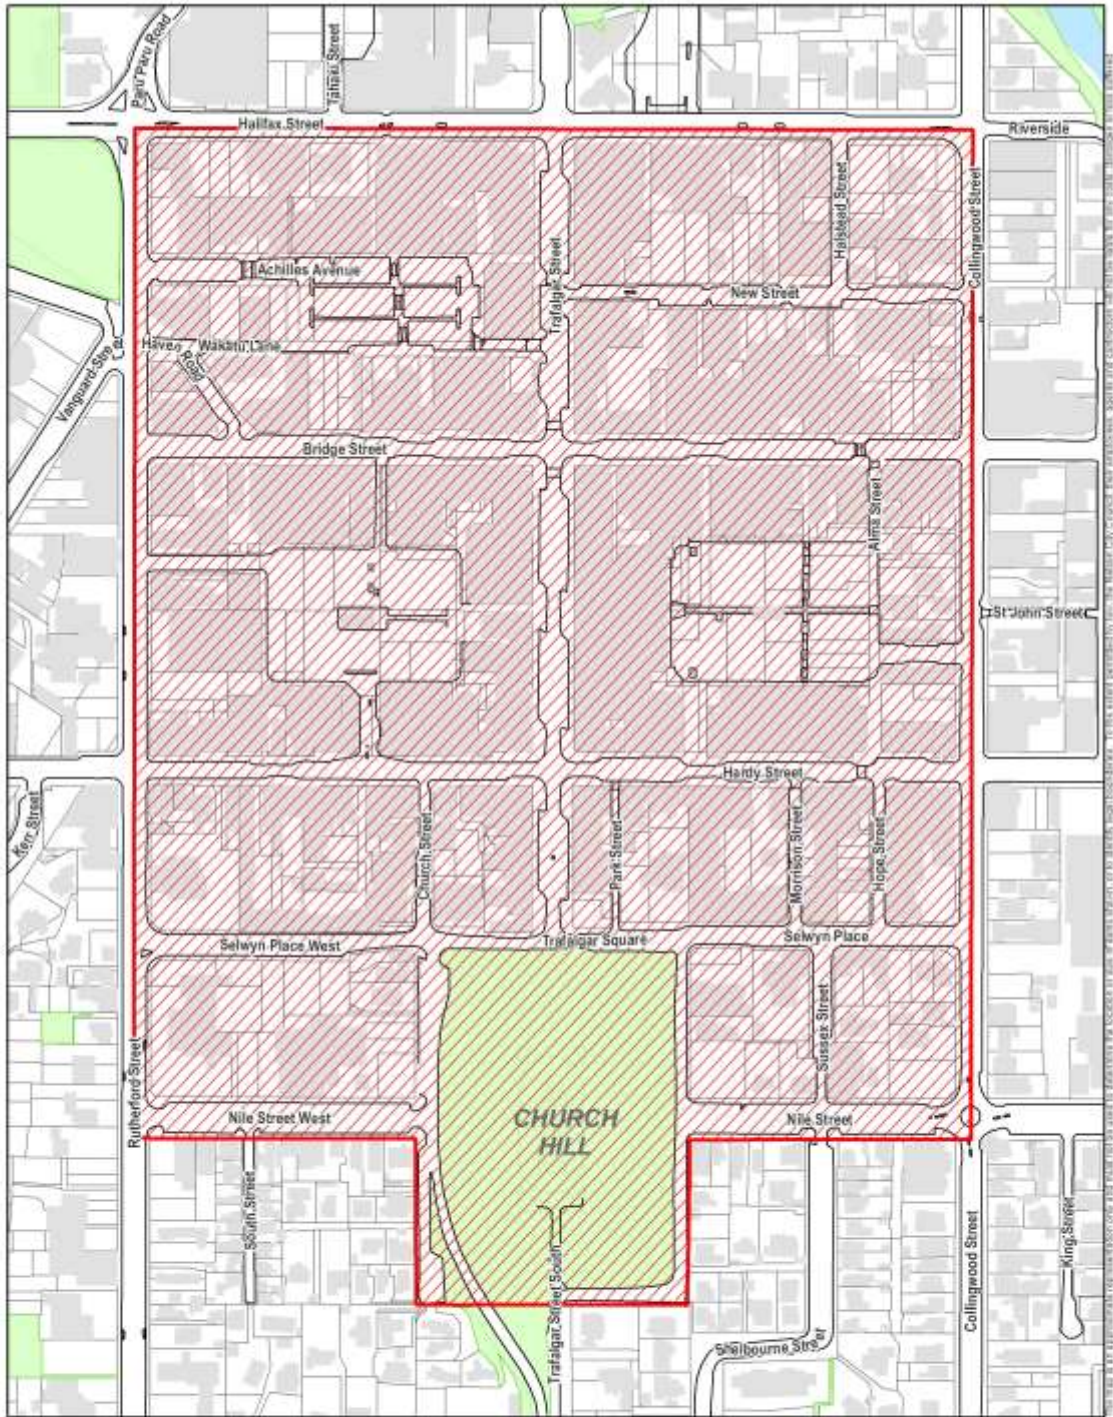 Paru Paru Road
Tahaki Street
Halifax Street
Riverside
Halstead Street
Collingwood Street
Achilles Avenue
Trafalgar Street
New Street
Wakatu Lane
Road
Bridge Street
Alma Street
St John Street
Hardy Street
Kerr Street
Church Street
Park Street
Morrison Street
Hope Street
Selwyn Place West
Trafalgar Square
Selwyn Place
Sussex Street
Rutherford Street
Nile Street West
CHURCH
HILL
Nile Street
South Street
Trafalgar Street South
Collingwood Street
King Street
Shelbourne Street